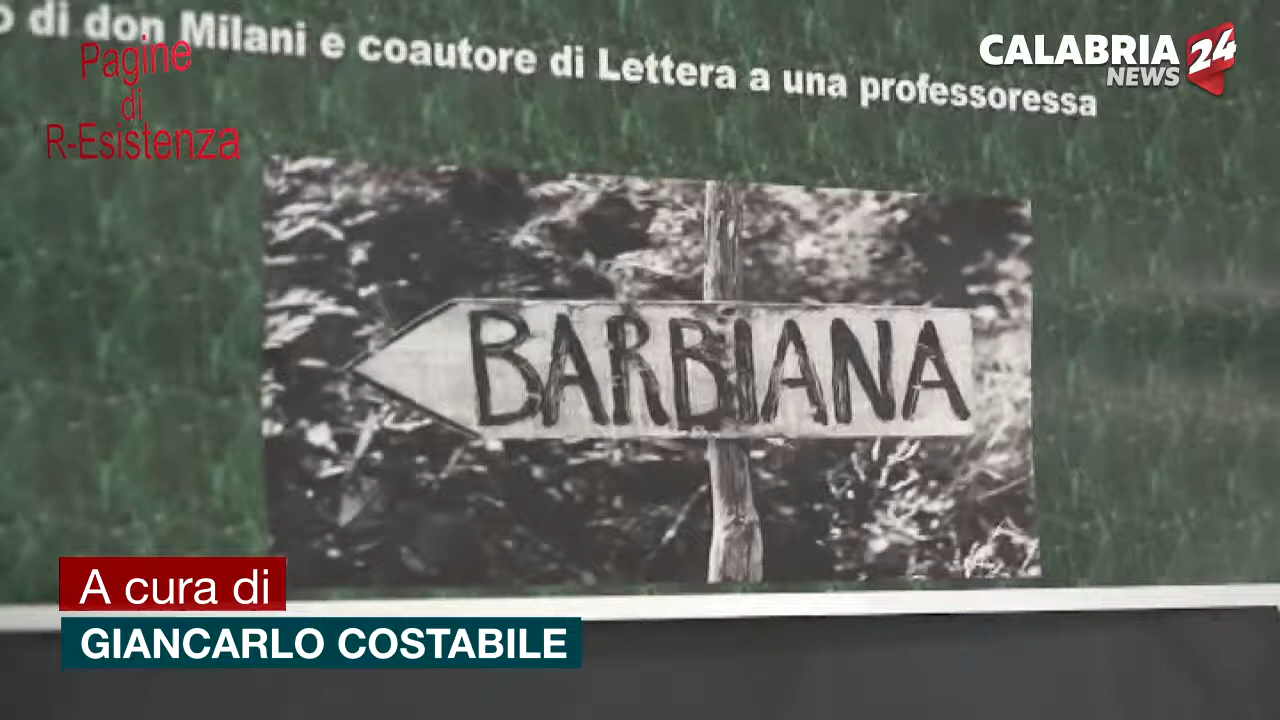 o di don Milani e coautore di Lettera a una professoressa
Pagine
di
R-Esistenza
CALABRIA
NEWS 24
BARBIANA
A cura di
GIANCARLO COSTABILE